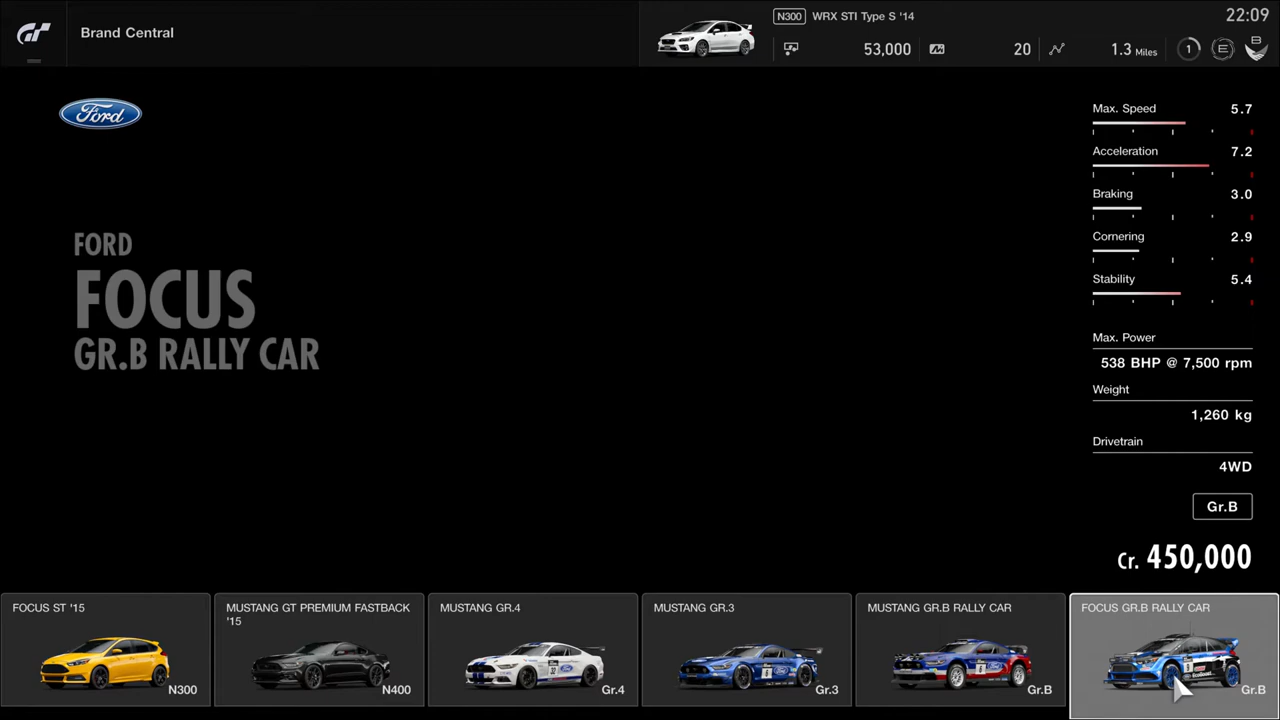 Brand Central
N300 WRX STI Type S '14
22:09
53,000
20
1.3 Miles
1
E
B
Ford
FORD
FOCUS
GR.B RALLY CAR
Max. Speed 5.7
Acceleration 7.2
Braking 3.0
Cornering 2.9
Stability 5.4
Max. Power
538 BHP @ 7,500 rpm
Weight
1,260 kg
Drivetrain
4WD
Gr.B
Cr. 450,000
FOCUS ST '15
N300
MUSTANG GT PREMIUM FASTBACK
'15
N400
MUSTANG GR.4
Gr.4
MUSTANG GR.3
Gr.3
MUSTANG GR.B RALLY CAR
Gr.B
FOCUS GR.B RALLY CAR
Gr.B